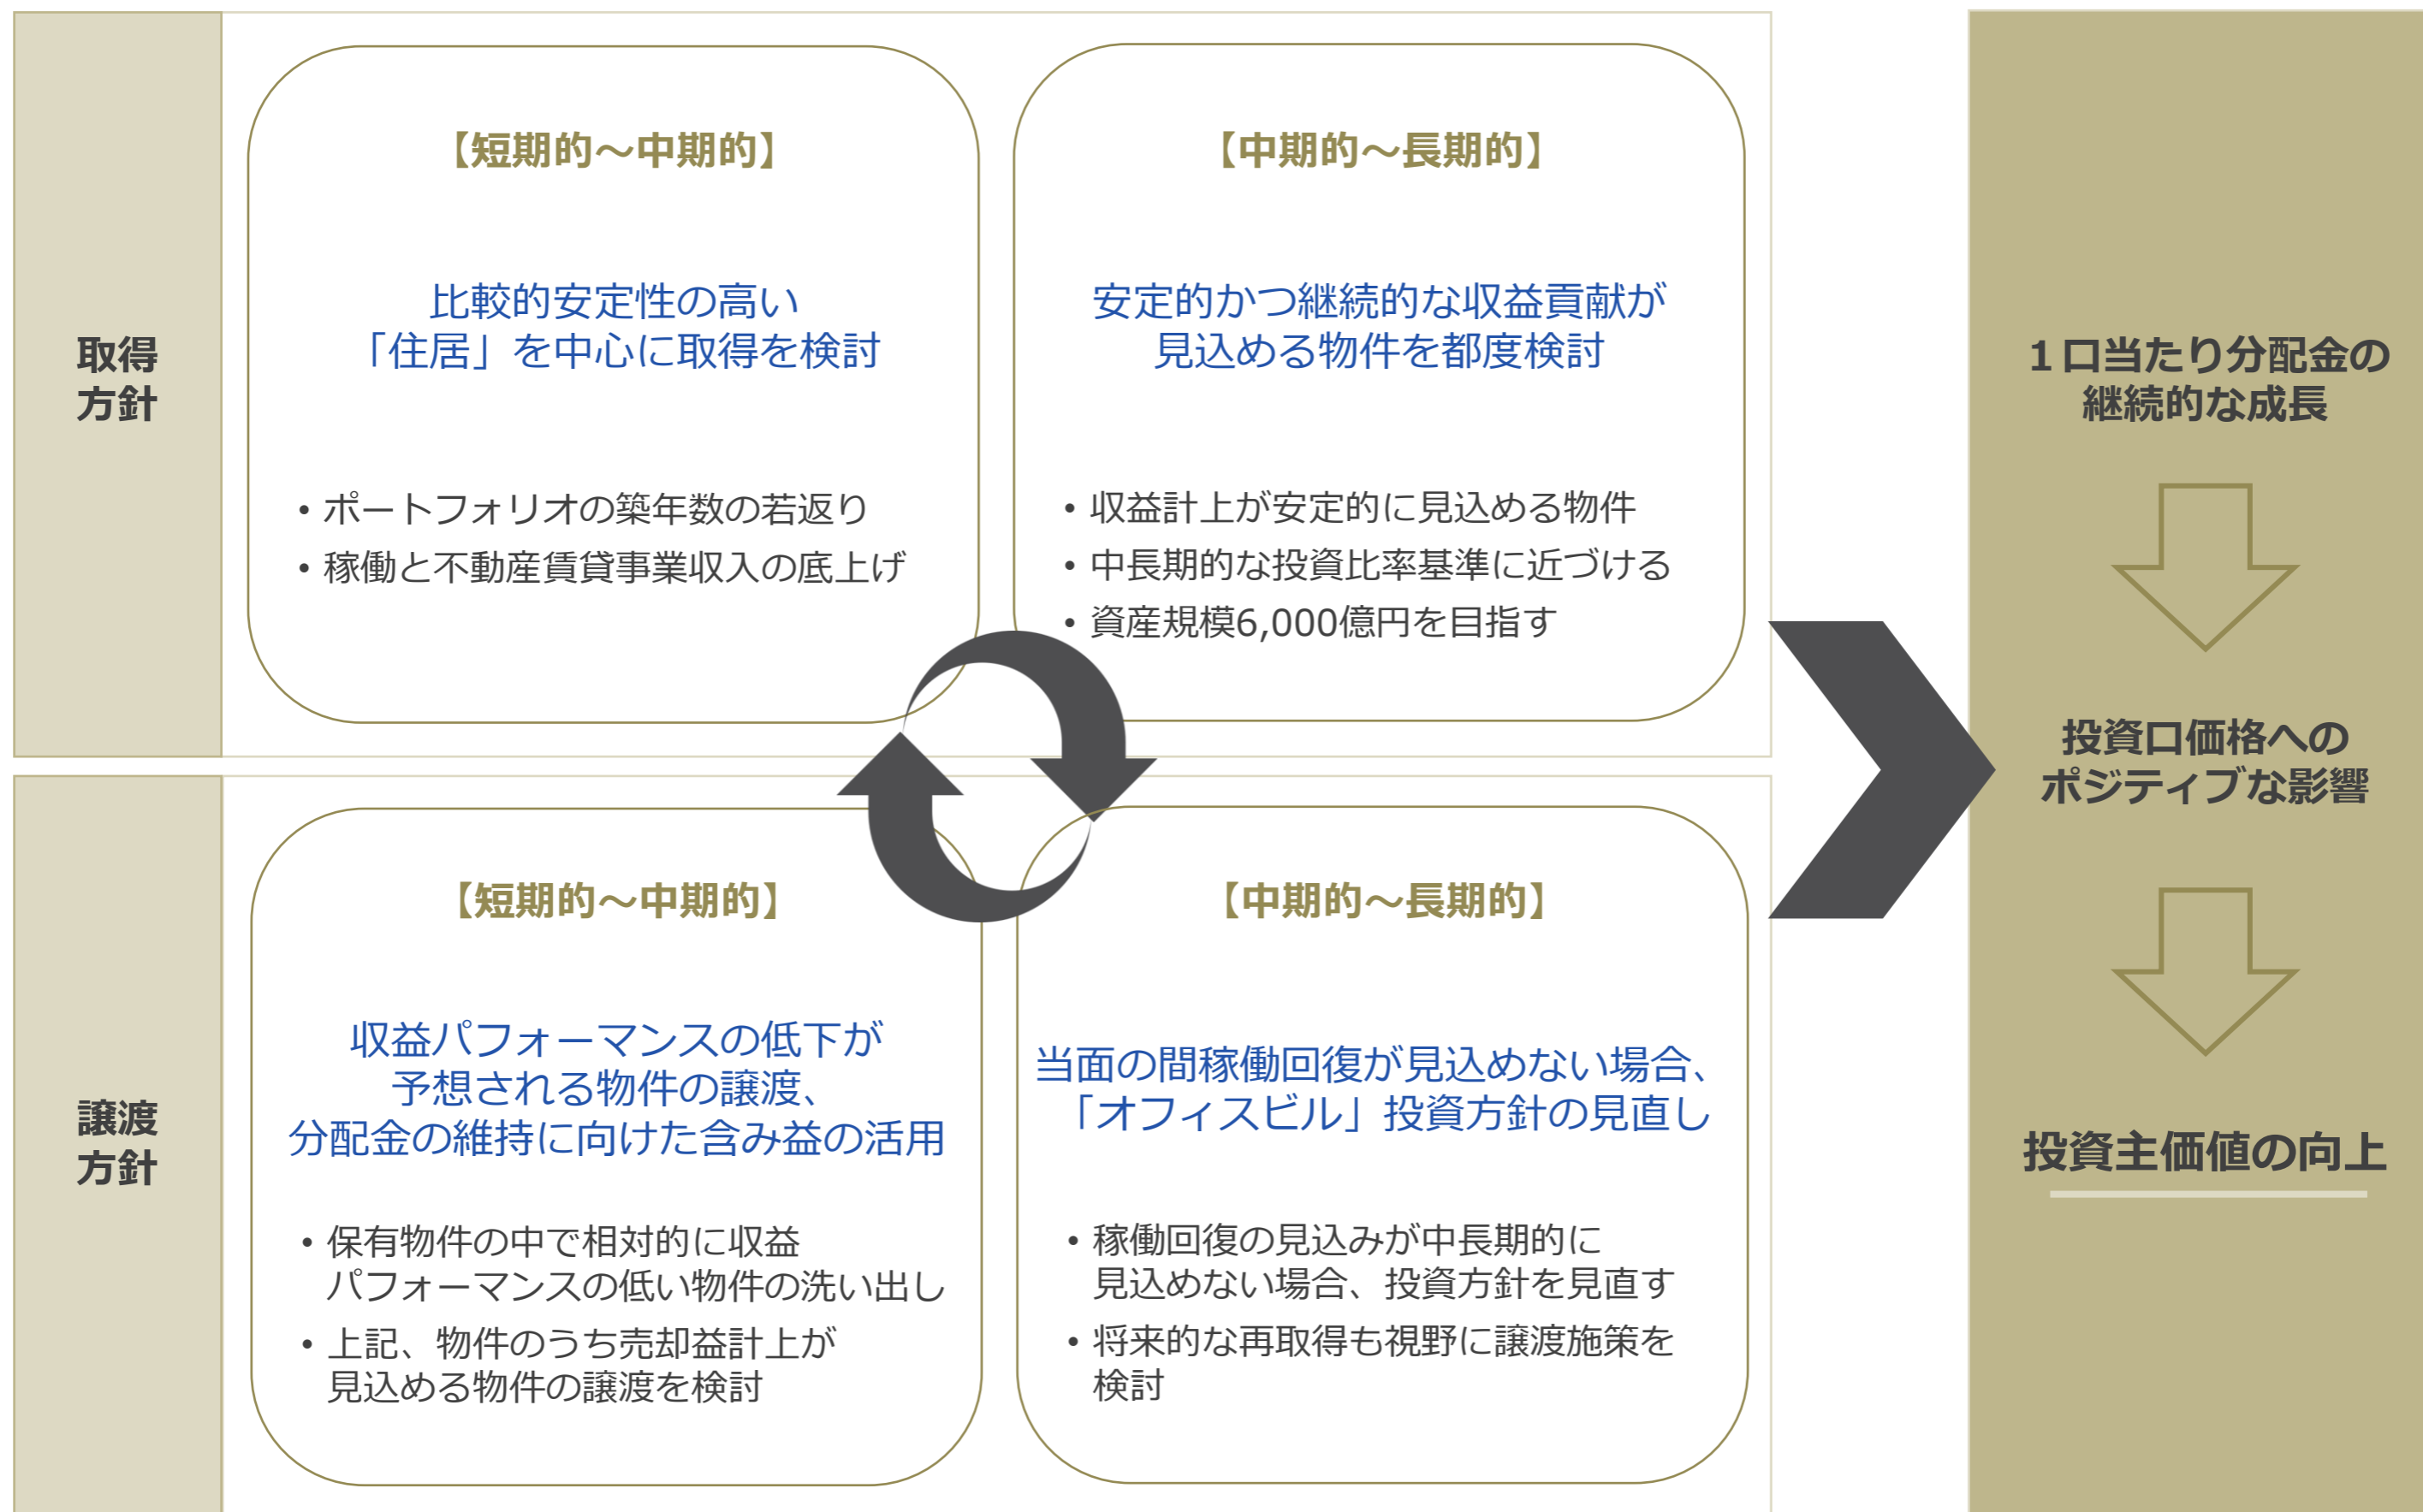 取得
方針
【短期的～中期的】
比較的安定性の高い
「住居」を中心に取得を検討
・ポートフォリオの築年数の若返り
・稼働と不動産賃貸事業収入の底上げ
【中期的～長期的】
安定的かつ継続的な収益貢献が
見込める物件を都度検討
・収益計上が安定的に見込める物件
・中長期的な投資比率基準に近づける
・資産規模6,000億円を目指す
譲渡
方針
【短期的～中期的】
収益パフォーマンスの低下が
予想される物件の譲渡、
分配金の維持に向けた含み益の活用
・保有物件の中で相対的に収益
パフォーマンスの低い物件の洗い出し
・上記、物件のうち売却益計上が
見込める物件の譲渡を検討
【中期的～長期的】
当面の間稼働回復が見込めない場合、
「オフィスビル」投資方針の見直し
・稼働回復の見込みが中長期的に
見込めない場合、投資方針を見直す
・将来的な再取得も視野に譲渡施策を
検討
１口当たり分配金の
継続的な成長
投資口価格への
ポジティブな影響
投資主価値の向上